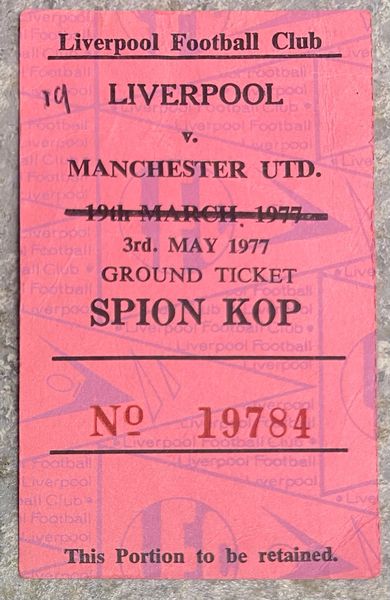 Liverpool Football Club
19
LIVERPOOL
v.
MANCHESTER UTD.
19th MARCH 1977
3rd. MAY 1977
GROUND TICKET
SPION KOP
No 19784
This Portion to be retained.